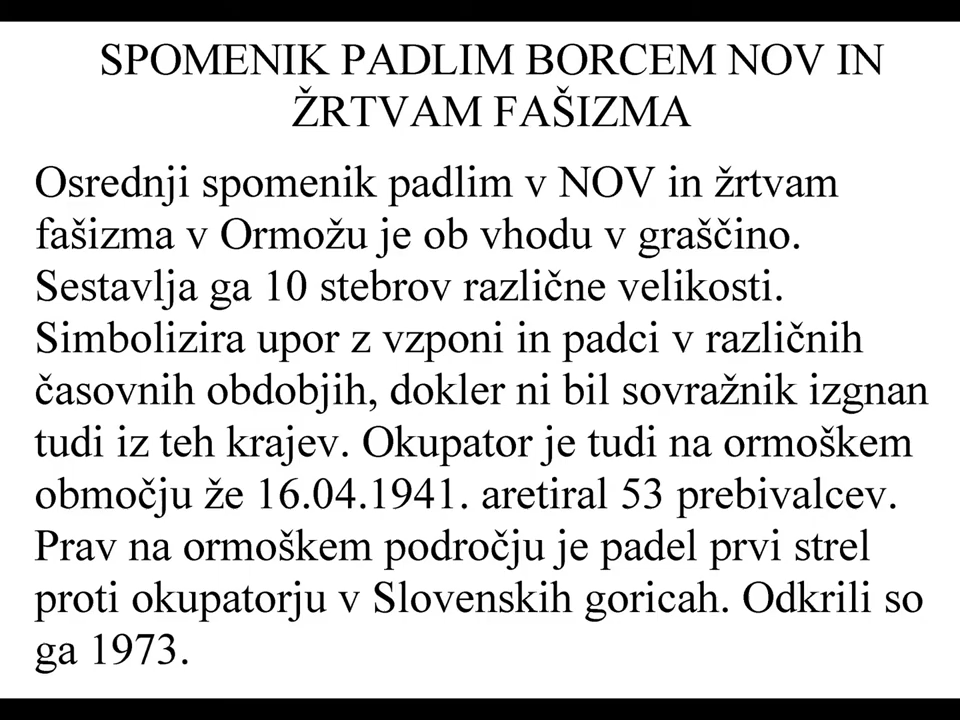 SPOMENIK PADLIM BORCEM NOV IN
ŽRTVAM FAŠIZMA
Osrednji spomenik padlim v NOV in žrtvam
fašizma v Ormožu je ob vhodu v graščino.
Sestavlja ga 10 stebrov različne velikosti.
Simbolizira upor z vzponi in padci v različnih
časovnih obdobjih, dokler ni bil sovražnik izgnan
tudi iz teh krajev. Okupator je tudi na ormoškem
območju že 16.04.1941. aretiral 53 prebivalcev.
Prav na ormoškem področju je padel prvi strel
proti okupatorju v Slovenskih goricah. Odkrili so
ga 1973.